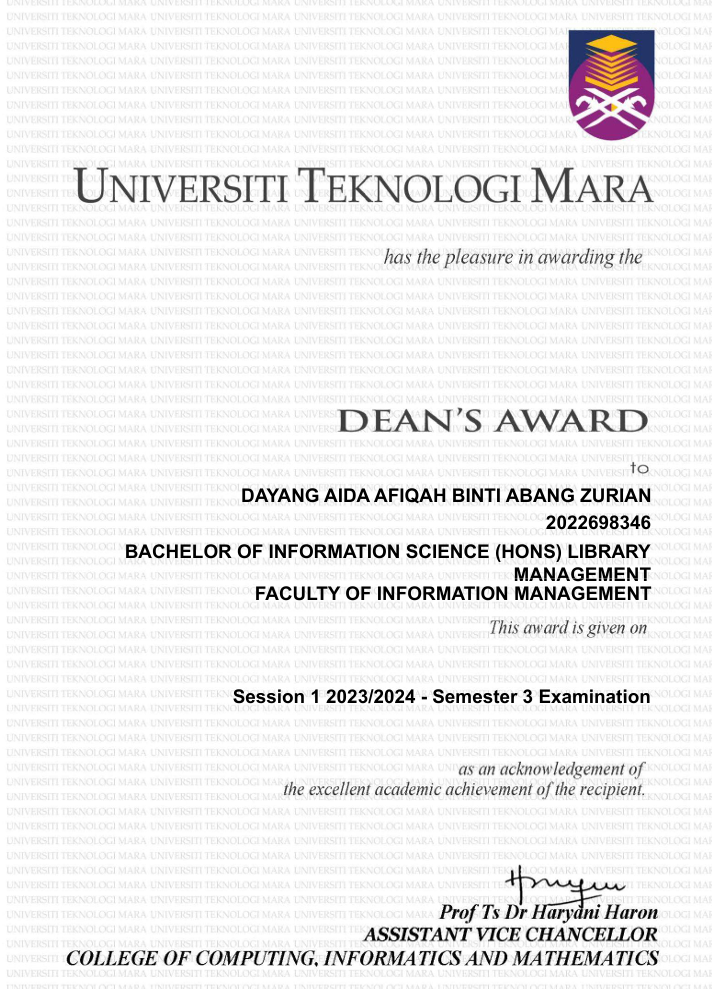 UNIVERSITI TEKNOLOGI MARA
has the pleasure in awarding the
DEAN'S AWARD
to
DAYANG AIDA AFIQAH BINTI ABANG ZURIAN
2022698346
BACHELOR OF INFORMATION SCIENCE (HONS) LIBRARY
MANAGEMENT
FACULTY OF INFORMATION MANAGEMENT
This award is given on
Session 1 2023/2024 - Semester 3 Examination
as an acknowledgement of
the excellent academic achievement of the recipient.
Prof Ts Dr Haryani Haron
ASSISTANT VICE CHANCELLOR
COLLEGE OF COMPUTING, INFORMATICS AND MATHEMATICS